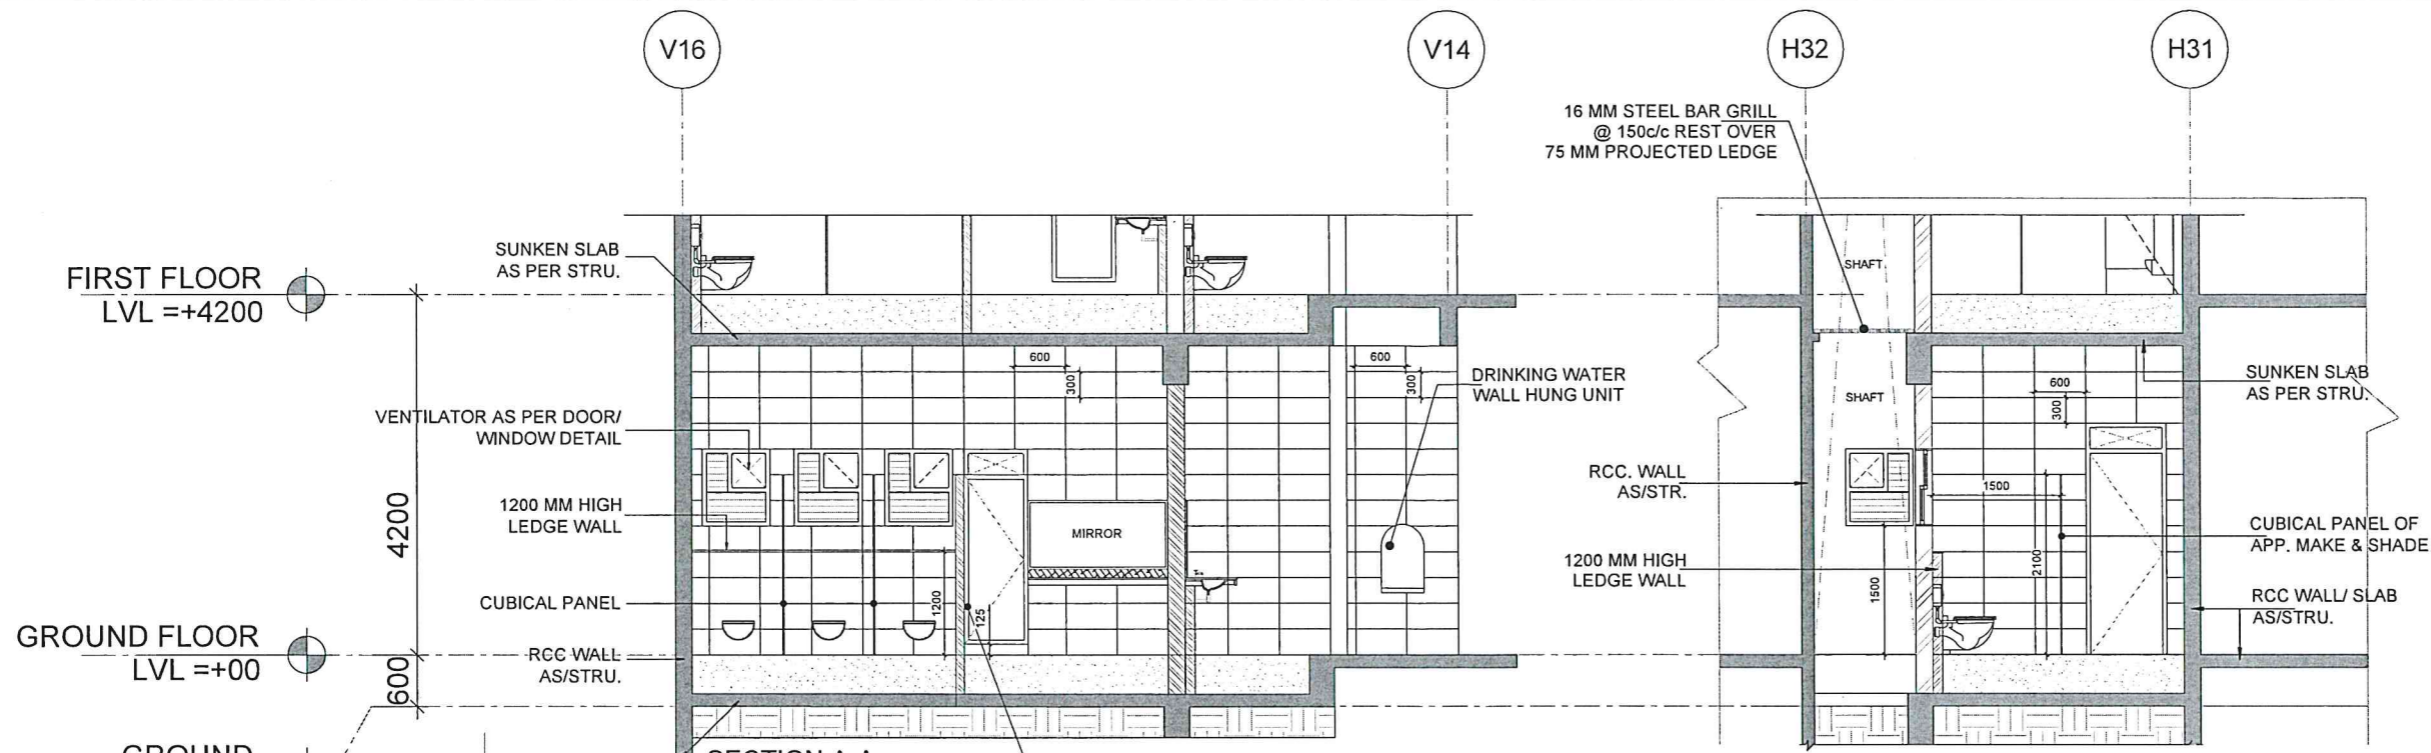 V16
V14
H32
H31
16 MM STEEL BAR GRILL
@ 150c/c REST OVER
75 MM PROJECTED LEDGE
SUNKEN SLAB
AS PER STRU.
FIRST FLOOR
LVL =+4200
SHAFT
600
300
600
300
DRINKING WATER
WALL HUNG UNIT
SHAFT
600
300
SUNKEN SLAB
AS PER STRU.
VENTILATOR AS PER DOOR/
WINDOW DETAIL
RCC. WALL
AS/STR.
1500
4200
1200 MM HIGH
LEDGE WALL
MIRROR
CUBICAL PANEL OF
APP. MAKE & SHADE
1200 MM HIGH
LEDGE WALL
2100
1500
CUBICAL PANEL
1200
125
RCC WALL/ SLAB
AS/STRU.
GROUND FLOOR
LVL =+00
RCC WALL
AS/STRU.
600
GROUND
SECTION A-A